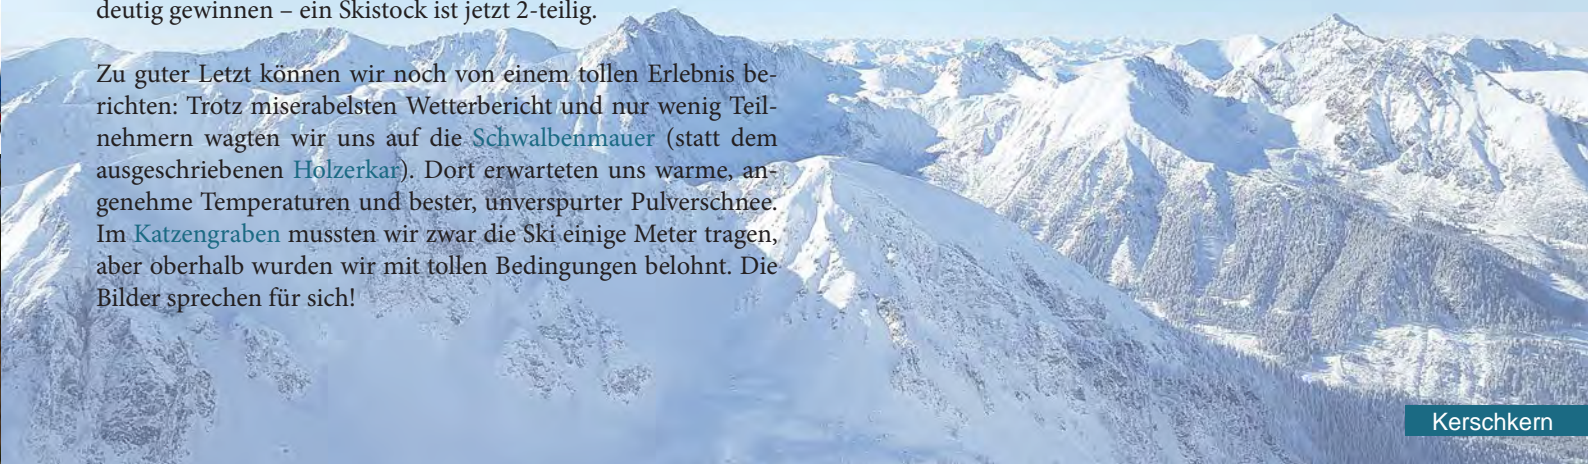 deutig gewinnen – ein Skistock ist jetzt 2-teilig.
Zu guter Letzt können wir noch von einem tollen Erlebnis be-
richten: Trotz miserabelsten Wetterbericht und nur wenig Teil-
nehmern wagten wir uns auf die Schwalbenmauer (statt dem
ausgeschriebenen Holzerkar). Dort erwarteten uns warme, an-
genehme Temperaturen und bester, unverspurter Pulverschnee.
Im Katzengraben mussten wir zwar die Ski einige Meter tragen,
aber oberhalb wurden wir mit tollen Bedingungen belohnt. Die
Bilder sprechen für sich!
Kerschkern